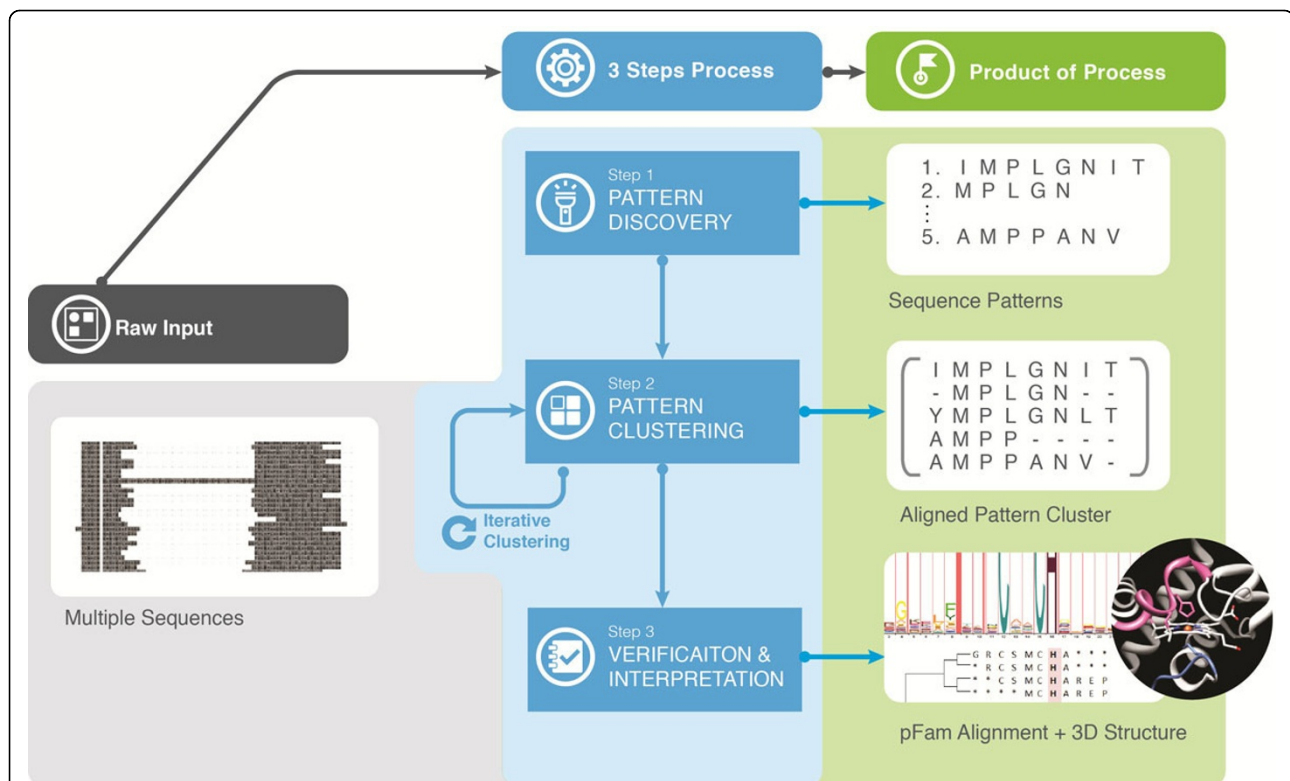 3 Steps Process
Product of Process
Raw Input
Multiple Sequences
Step 1
PATTERN
DISCOVERY
1. I M P L G N I T
2. M P L G N
⋮
5. A M P P A N V
Sequence Patterns
Step 2
PATTERN
CLUSTERING
Iterative
Clustering
I M P L G N I T
- M P L G N - -
Y M P L G N L T
A M P P - - - -
A M P P A N V -
Aligned Pattern Cluster
Step 3
VERIFICAITON &
INTERPRETATION
G R C S M C H A * * *
* R C S M C H A * * *
* * C S M C H A R E P
* * * * M C H A R E P
pFam Alignment + 3D Structure